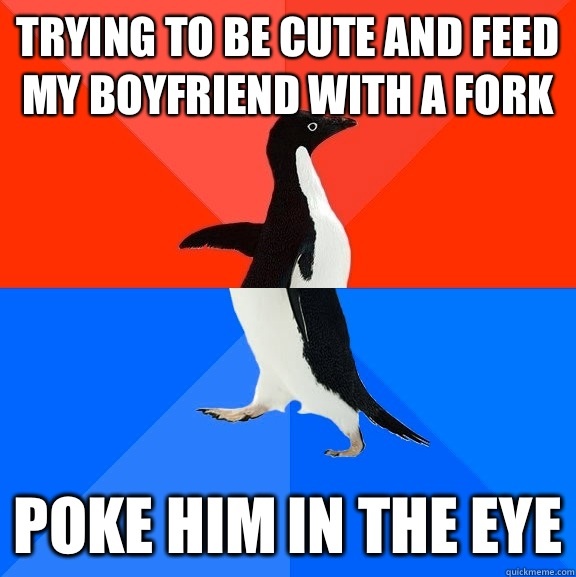 TRYING TO BE CUTE AND FEED
MY BOYFRIEND WITH A FORK
POKE HIM IN THE EYE
quickmeme.com